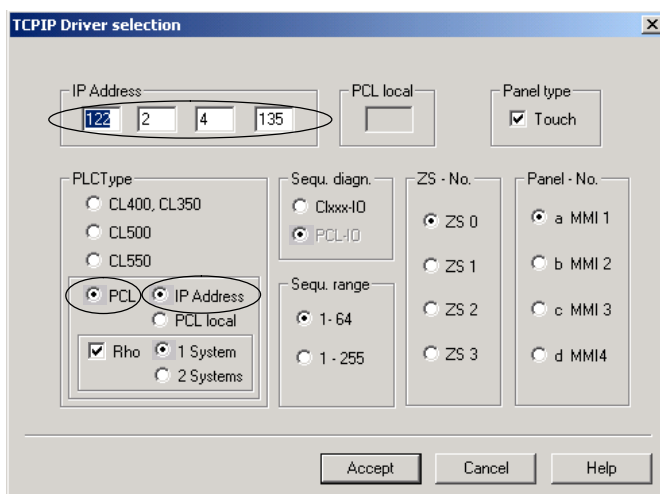 TCPIP Driver selection
IP Address
122 2 4 135
PCL local
Panel type
Touch
PLCType
CL400, CL350
CL500
CL550
PCL
IP Address
PCL local
Rho
1 System
2 Systems
Sequ. diagn.
Clxxx-IO
PCL-IO
Sequ. range
1- 64
1 - 255
ZS - No.
ZS 0
ZS 1
ZS 2
ZS 3
Panel - No.
a MMI 1
b MMI 2
c MMI 3
d MMI4
Accept
Cancel
Help